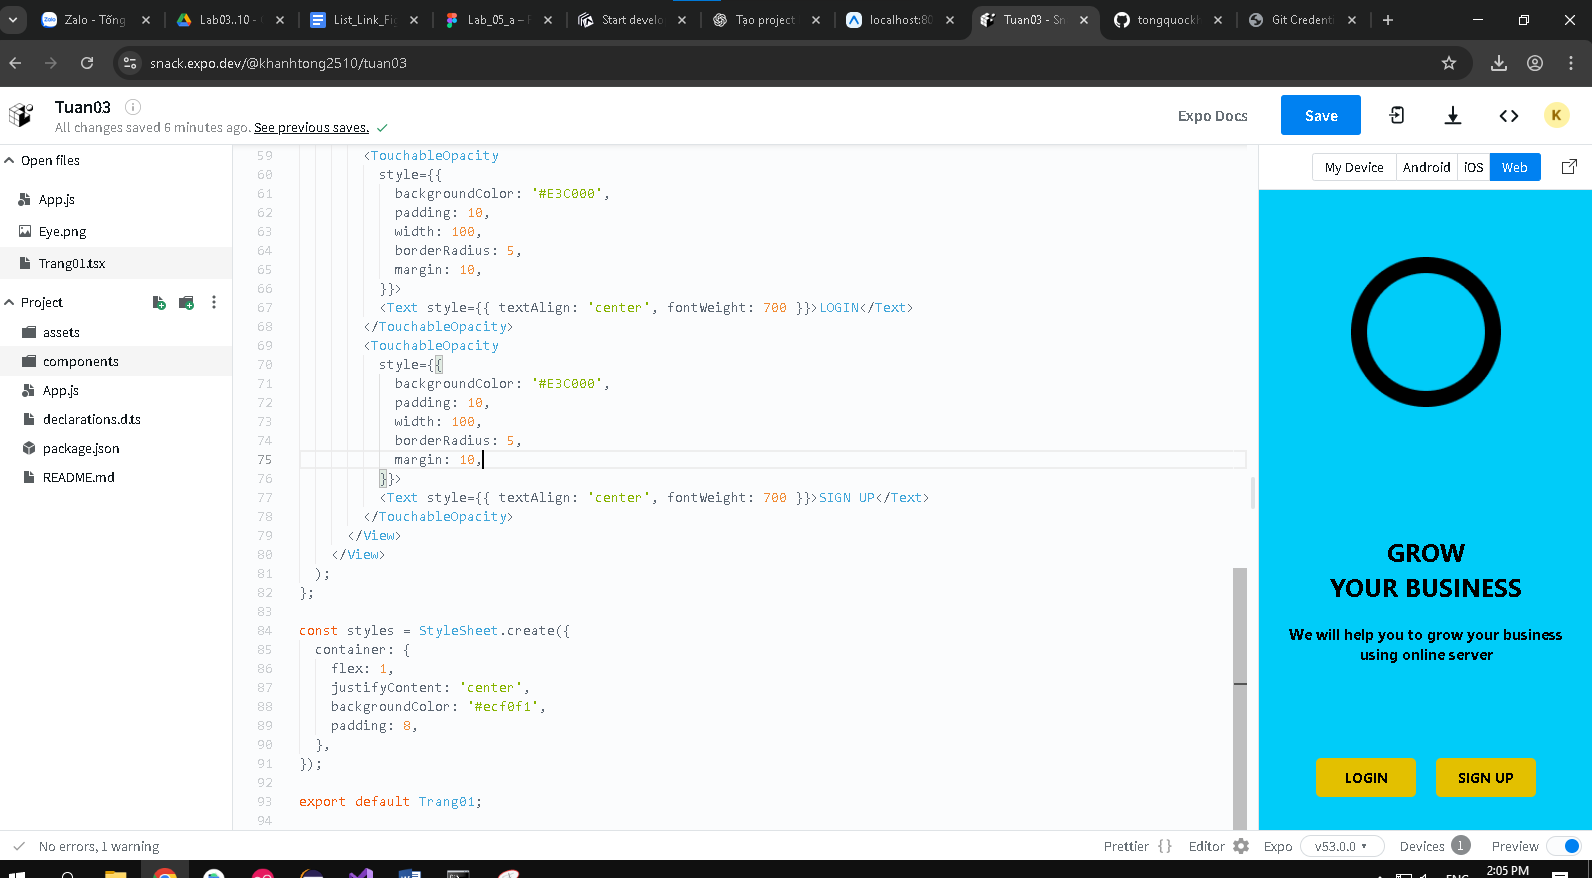 Zalo - Tống
Lab03..10 -
List_Link_Fi
Lab_05_a –
Start develo
Tạo project
localhost:80
Tuan03 - Sn
tongquockh
Git Credenti
snack.expo.dev/@khanhtong2510/tuan03
Tuan03
All changes saved 6 minutes ago. See previous saves.
Expo Docs
Save
K
Open files
App.js
Eye.png
Trang01.tsx
Project
assets
components
App.js
declarations.d.ts
package.json
README.md
59 <TouchableOpacity
60 style={{
61 backgroundColor: '#E3C000',
62 padding: 10,
63 width: 100,
64 borderRadius: 5,
65 margin: 10,
66 }}>
67 <Text style={{ textAlign: 'center', fontWeight: 700 }}>LOGIN</Text>
68 </TouchableOpacity>
69 <TouchableOpacity
70 style={{
71 backgroundColor: '#E3C000',
72 padding: 10,
73 width: 100,
74 borderRadius: 5,
75 margin: 10,
76 }}>
77 <Text style={{ textAlign: 'center', fontWeight: 700 }}>SIGN UP</Text>
78 </TouchableOpacity>
79 </View>
80 </View>
81 );
82 };
83
84 const styles = StyleSheet.create({
85 container: {
86 flex: 1,
87 justifyContent: 'center',
88 backgroundColor: '#ecf0f1',
89 padding: 8,
90 },
91 });
92
93 export default Trang01;
94
My Device
Android
iOS
Web
GROW
YOUR BUSINESS
We will help you to grow your business
using online server
LOGIN
SIGN UP
No errors, 1 warning
Prettier {}
Editor
Expo
v53.0.0
Devices 1
Preview
ENG
2:05 PM